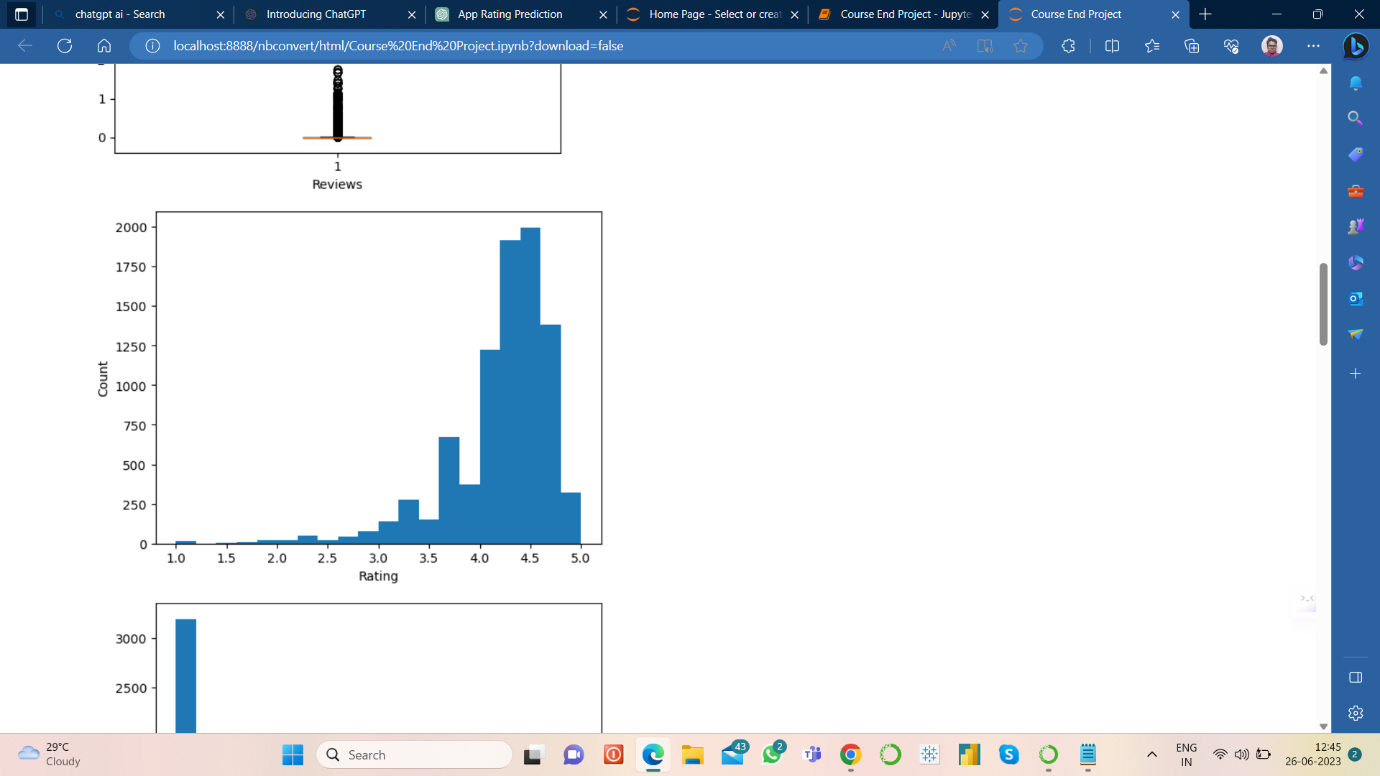 chatgpt ai - Search
Introducing ChatGPT
App Rating Prediction
Home Page - Select or creat
Course End Project - Jupyte
Course End Project
localhost:8888/nbconvert/html/Course%20End%20Project.ipynb?download=false
1
0
1
Reviews
2000
1750
1500
1250
1000
750
500
250
0
Count
1.0 1.5 2.0 2.5 3.0 3.5 4.0 4.5 5.0
Rating
3000
2500
29°C
Cloudy
Search
43
2
ENG
IN
12:45
26-06-2023
2